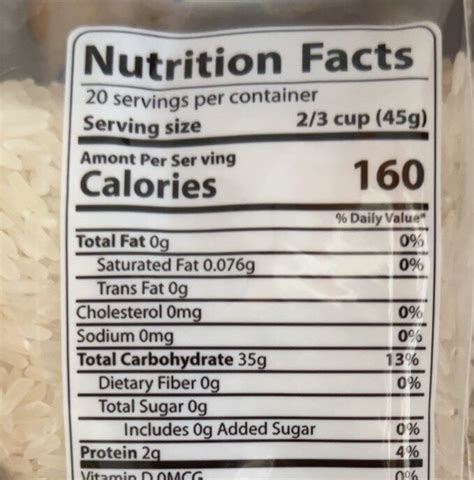 Nutrition Facts
20 servings per container
Serving size 2/3 cup (45g)
Amont Per Ser ving
Calories 160
% Daily Value*
Total Fat 0g 0%
Saturated Fat 0.076g 0%
Trans Fat 0g
Cholesterol 0mg 0%
Sodium 0mg 0%
Total Carbohydrate 35g 13%
Dietary Fiber 0g 0%
Total Sugar 0g
Includes 0g Added Sugar 0%
Protein 2g 4%
Vitamin D 0MCG 0%